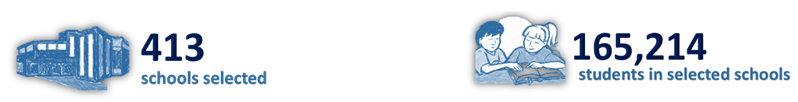 413
schools selected
165,214
students in selected schools